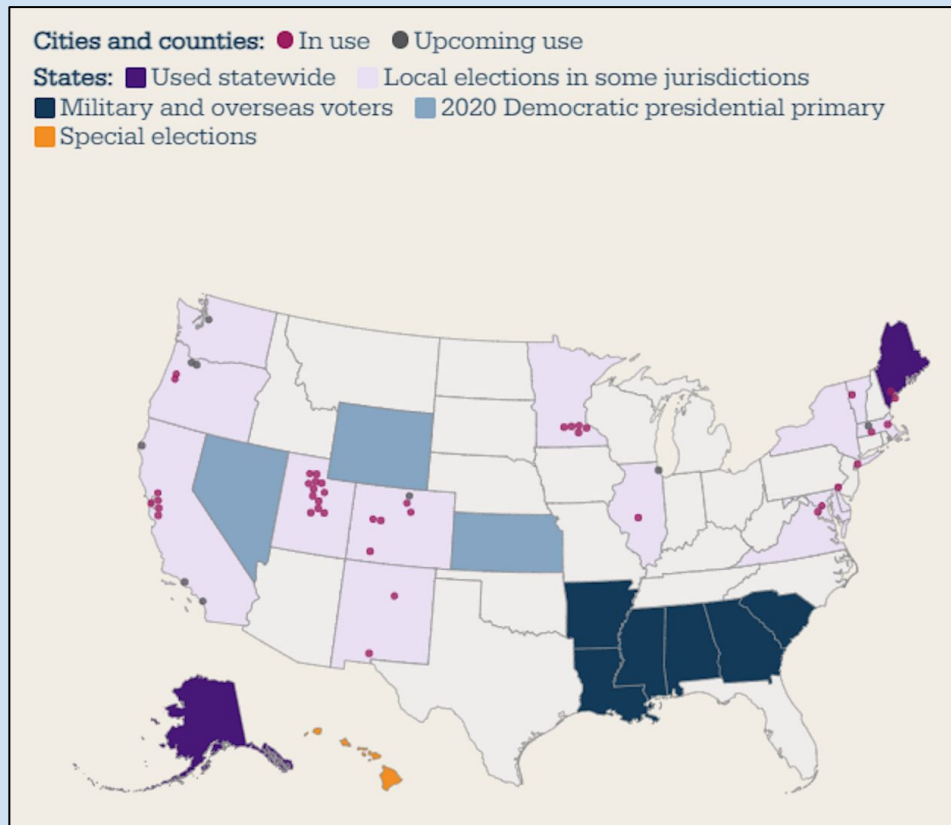 Cities and counties: In use Upcoming use
States: Used statewide Local elections in some jurisdictions
Military and overseas voters 2020 Democratic presidential primary
Special elections